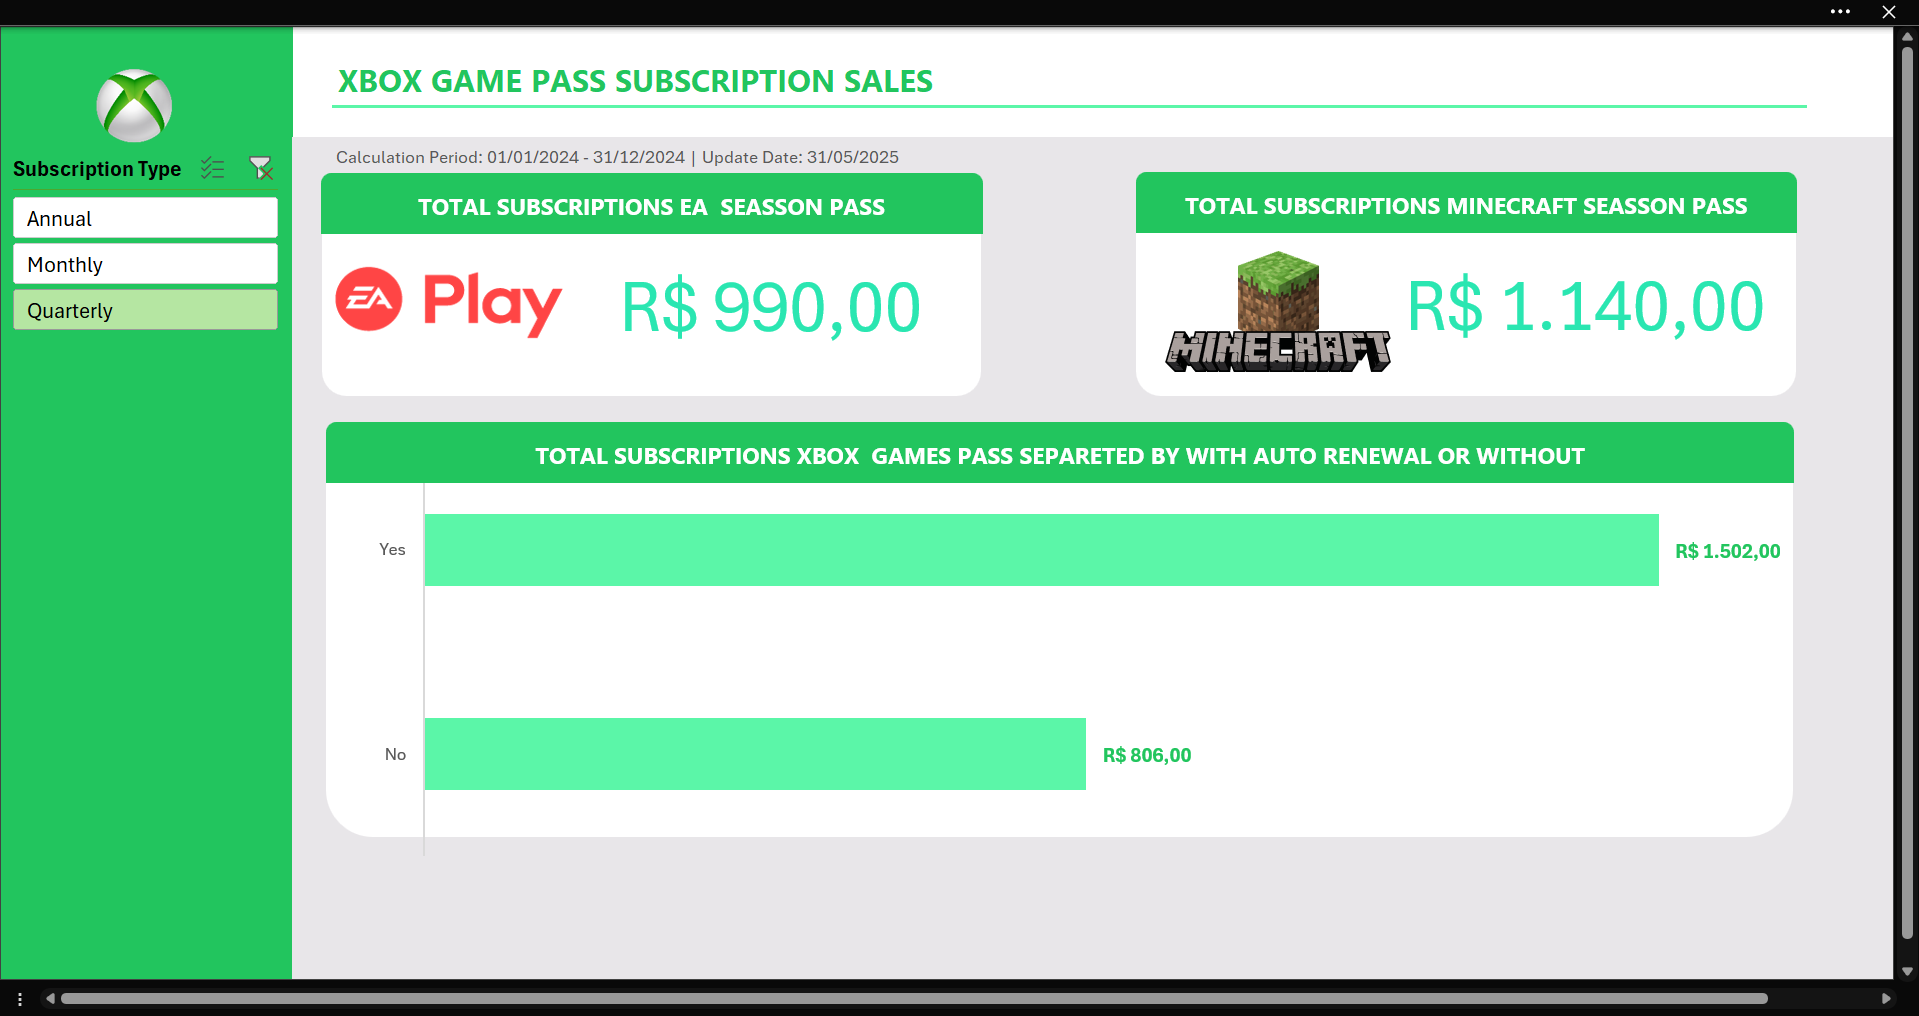 XBOX GAME PASS SUBSCRIPTION SALES
Subscription Type
Annual
Monthly
Quarterly
Calculation Period: 01/01/2024 - 31/12/2024 | Update Date: 31/05/2025
TOTAL SUBSCRIPTIONS EA  SEASSON PASS
EA Play
R$ 990,00
TOTAL SUBSCRIPTIONS MINECRAFT SEASSON PASS
MINECRAFT
R$ 1.140,00
TOTAL SUBSCRIPTIONS XBOX  GAMES PASS SEPARETED BY WITH AUTO RENEWAL OR WITHOUT
Yes
R$ 1.502,00
No
R$ 806,00